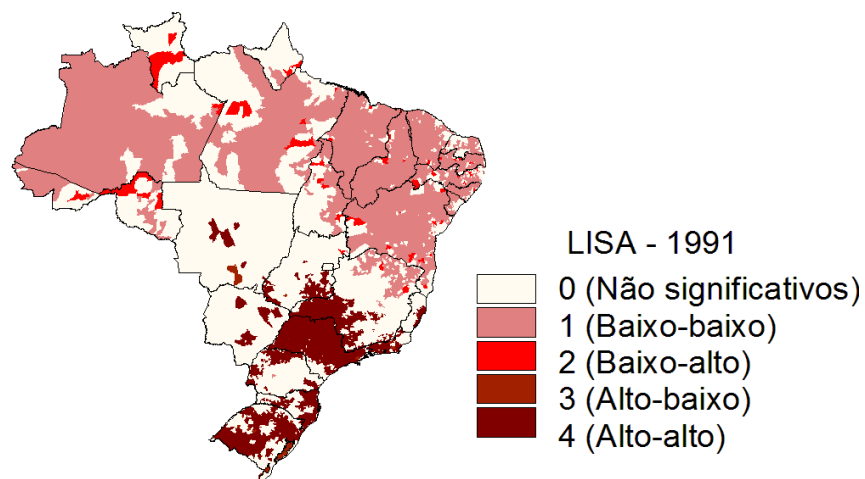 LISA - 1991
0 (Não significativos)
1 (Baixo-baixo)
2 (Baixo-alto)
3 (Alto-baixo)
4 (Alto-alto)